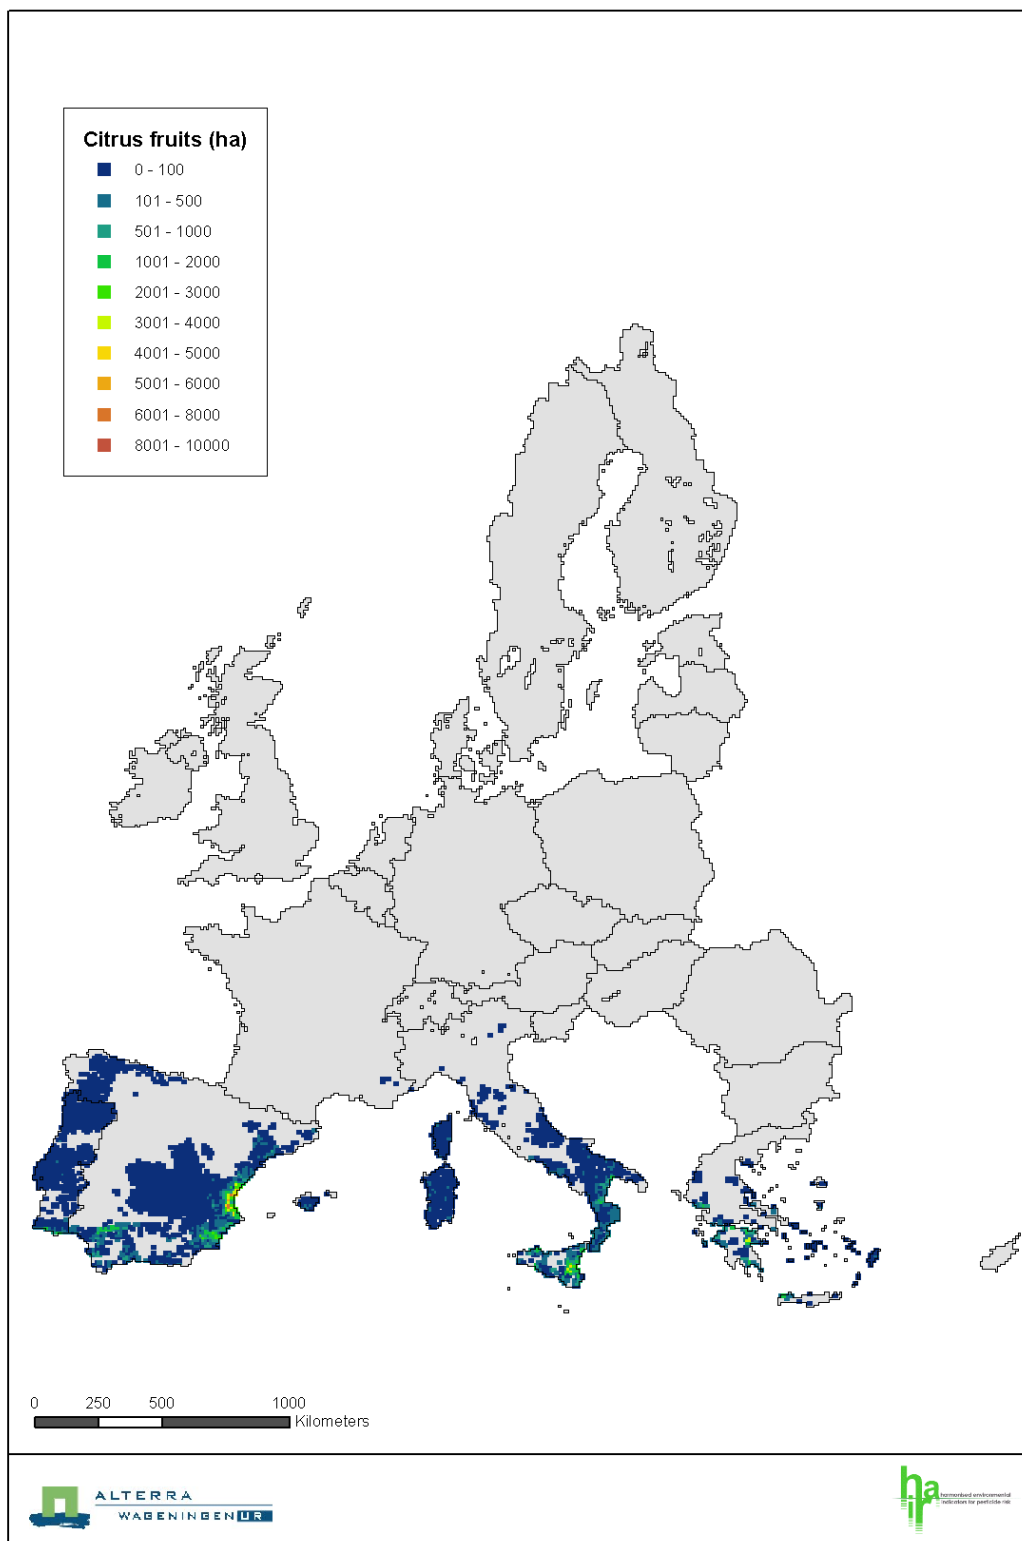 Citrus fruits (ha)
0 - 100
101 - 500
501 - 1000
1001 - 2000
2001 - 3000
3001 - 4000
4001 - 5000
5001 - 6000
6001 - 8000
8001 - 10000
0 250 500 1000
Kilometers
ALTERRA
WAGENINGEN UR
hair
harmonised environmental
indicators for pesticide risk